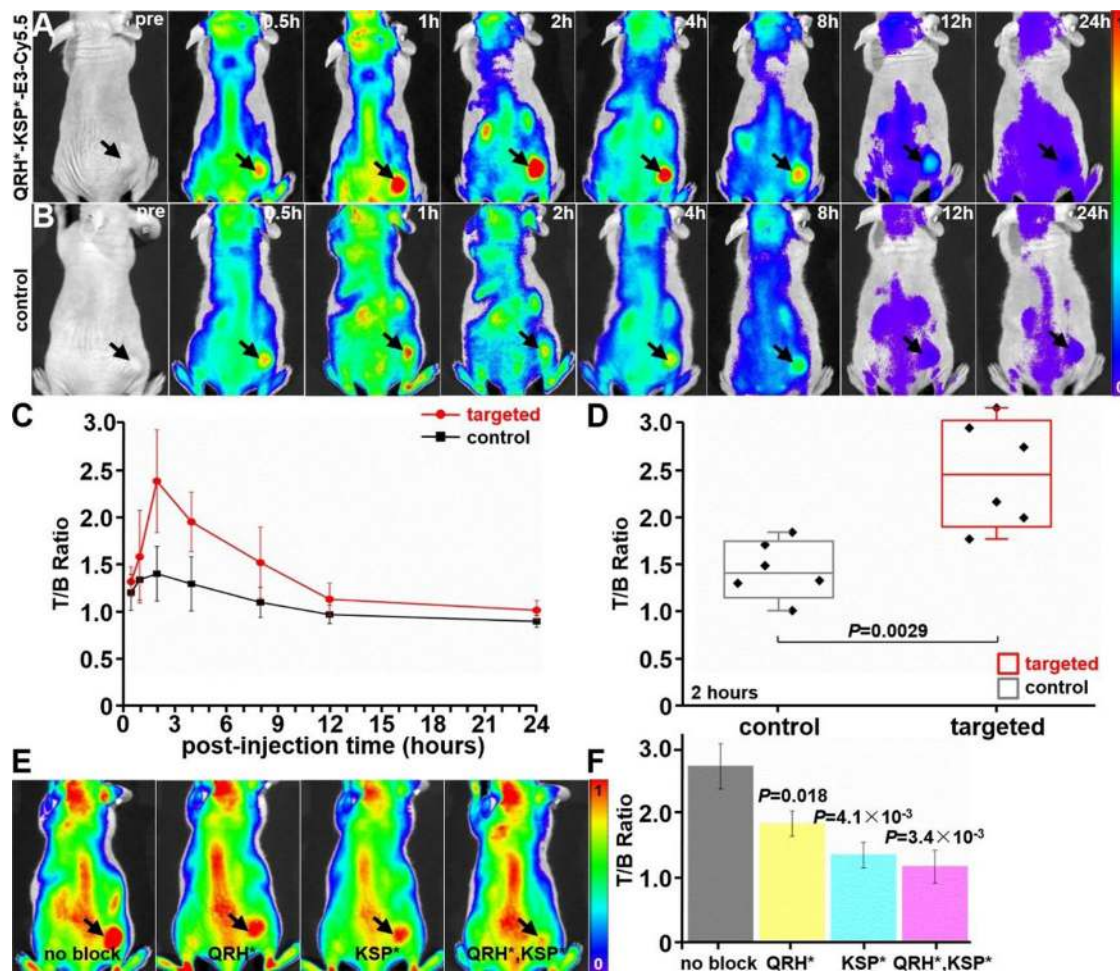 A
QRH*-KSP*-E3-Cy5.5
pre
0.5h
1h
2h
4h
8h
12h
24h
B
control
pre
0.5h
1h
2h
4h
8h
12h
24h
0
C
T/B Ratio
3.0
2.5
2.0
1.5
1.0
0.5
0
targeted
control
0 3 6 9 12 15 18 21 24
post-injection time (hours)
D
T/B Ratio
3.0
2.5
2.0
1.5
1.0
0.5
0
P=0.0029
targeted
control
2 hours
control targeted
E
no block
QRH*
KSP*
QRH*,KSP*
1
0
F
T/B Ratio
3.0
2.0
1.0
0
P=0.018
P=4.1×10-3
P=3.4×10-3
no block QRH* KSP* QRH*,KSP*